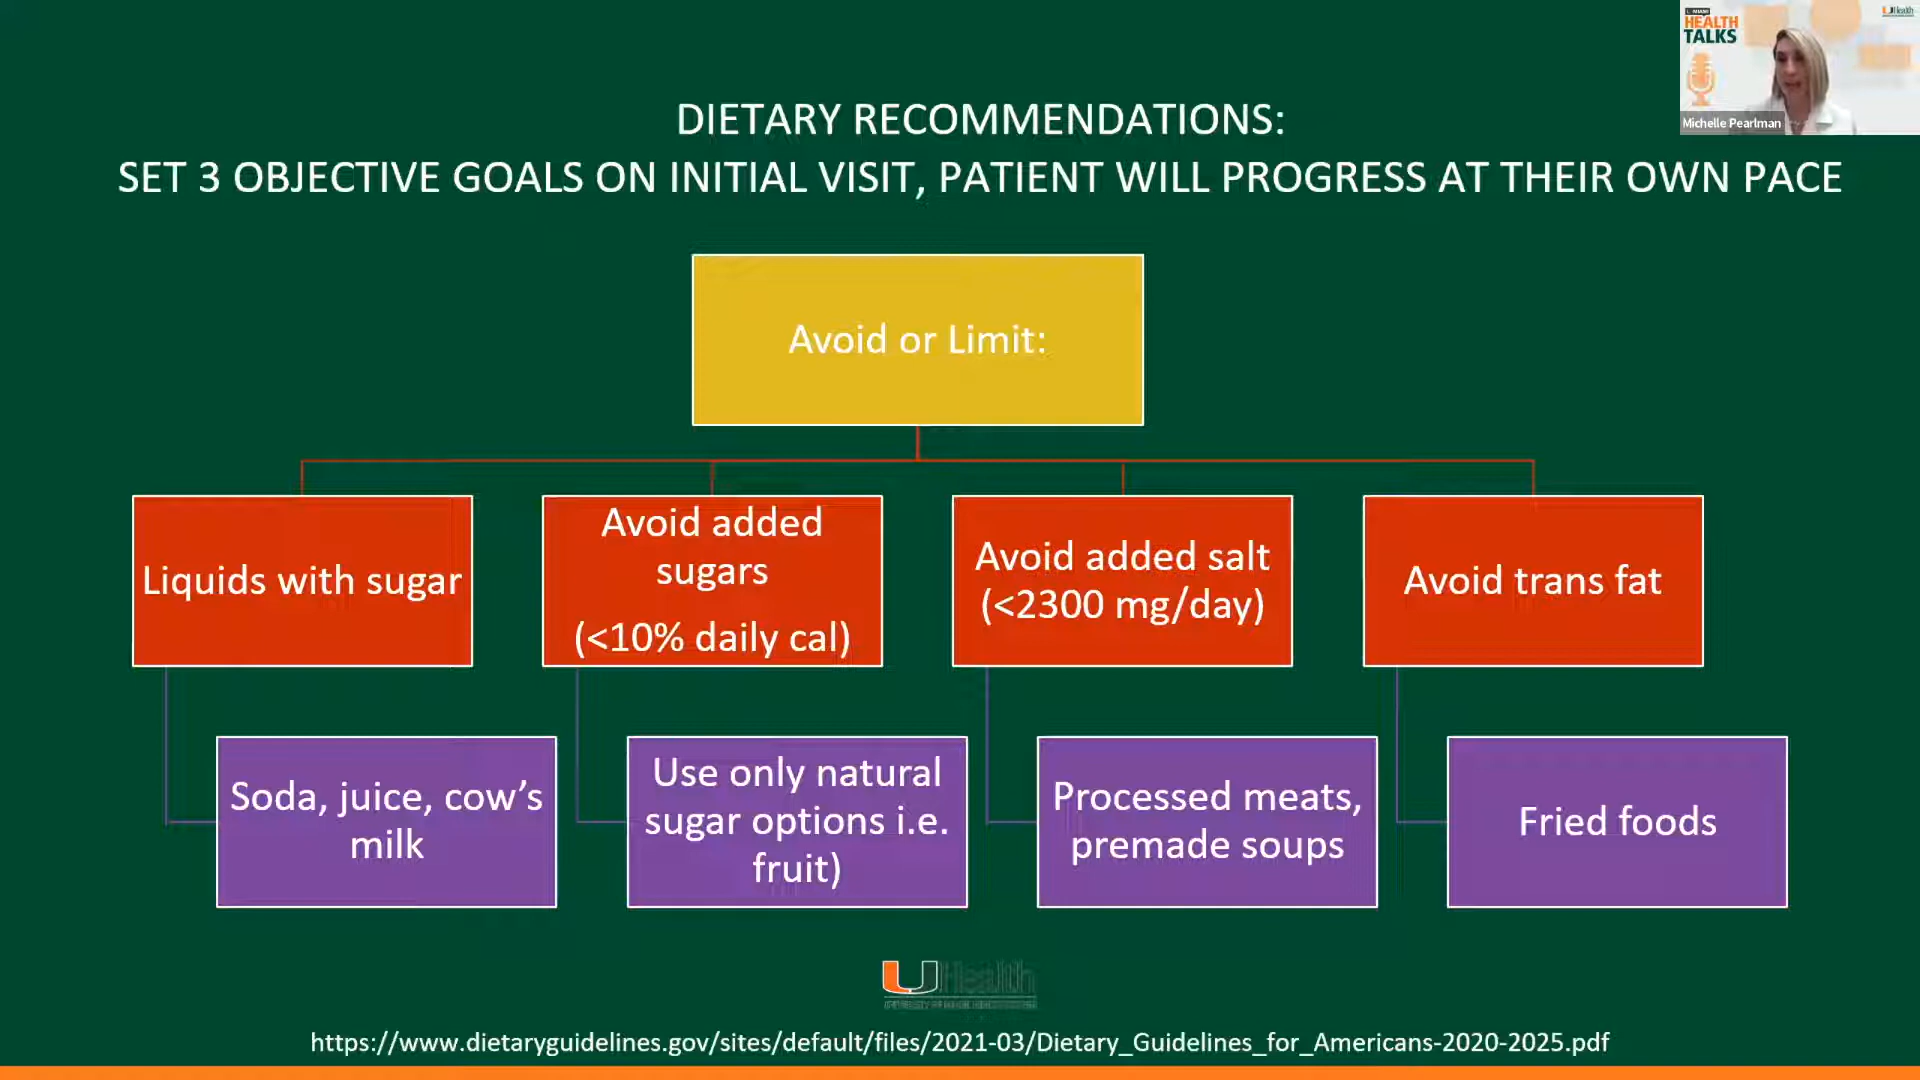 HEALTH
TALKS
UHealth
Michelle Pearlman
DIETARY RECOMMENDATIONS:
SET 3 OBJECTIVE GOALS ON INITIAL VISIT, PATIENT WILL PROGRESS AT THEIR OWN PACE
Avoid or Limit:
Liquids with sugar
Avoid added
sugars
(<10% daily cal)
Avoid added salt
(<2300 mg/day)
Avoid trans fat
Soda, juice, cow’s
milk
Use only natural
sugar options i.e.
fruit)
Processed meats,
premade soups
Fried foods
UHealth
https://www.dietaryguidelines.gov/sites/default/files/2021-03/Dietary_Guidelines_for_Americans-2020-2025.pdf